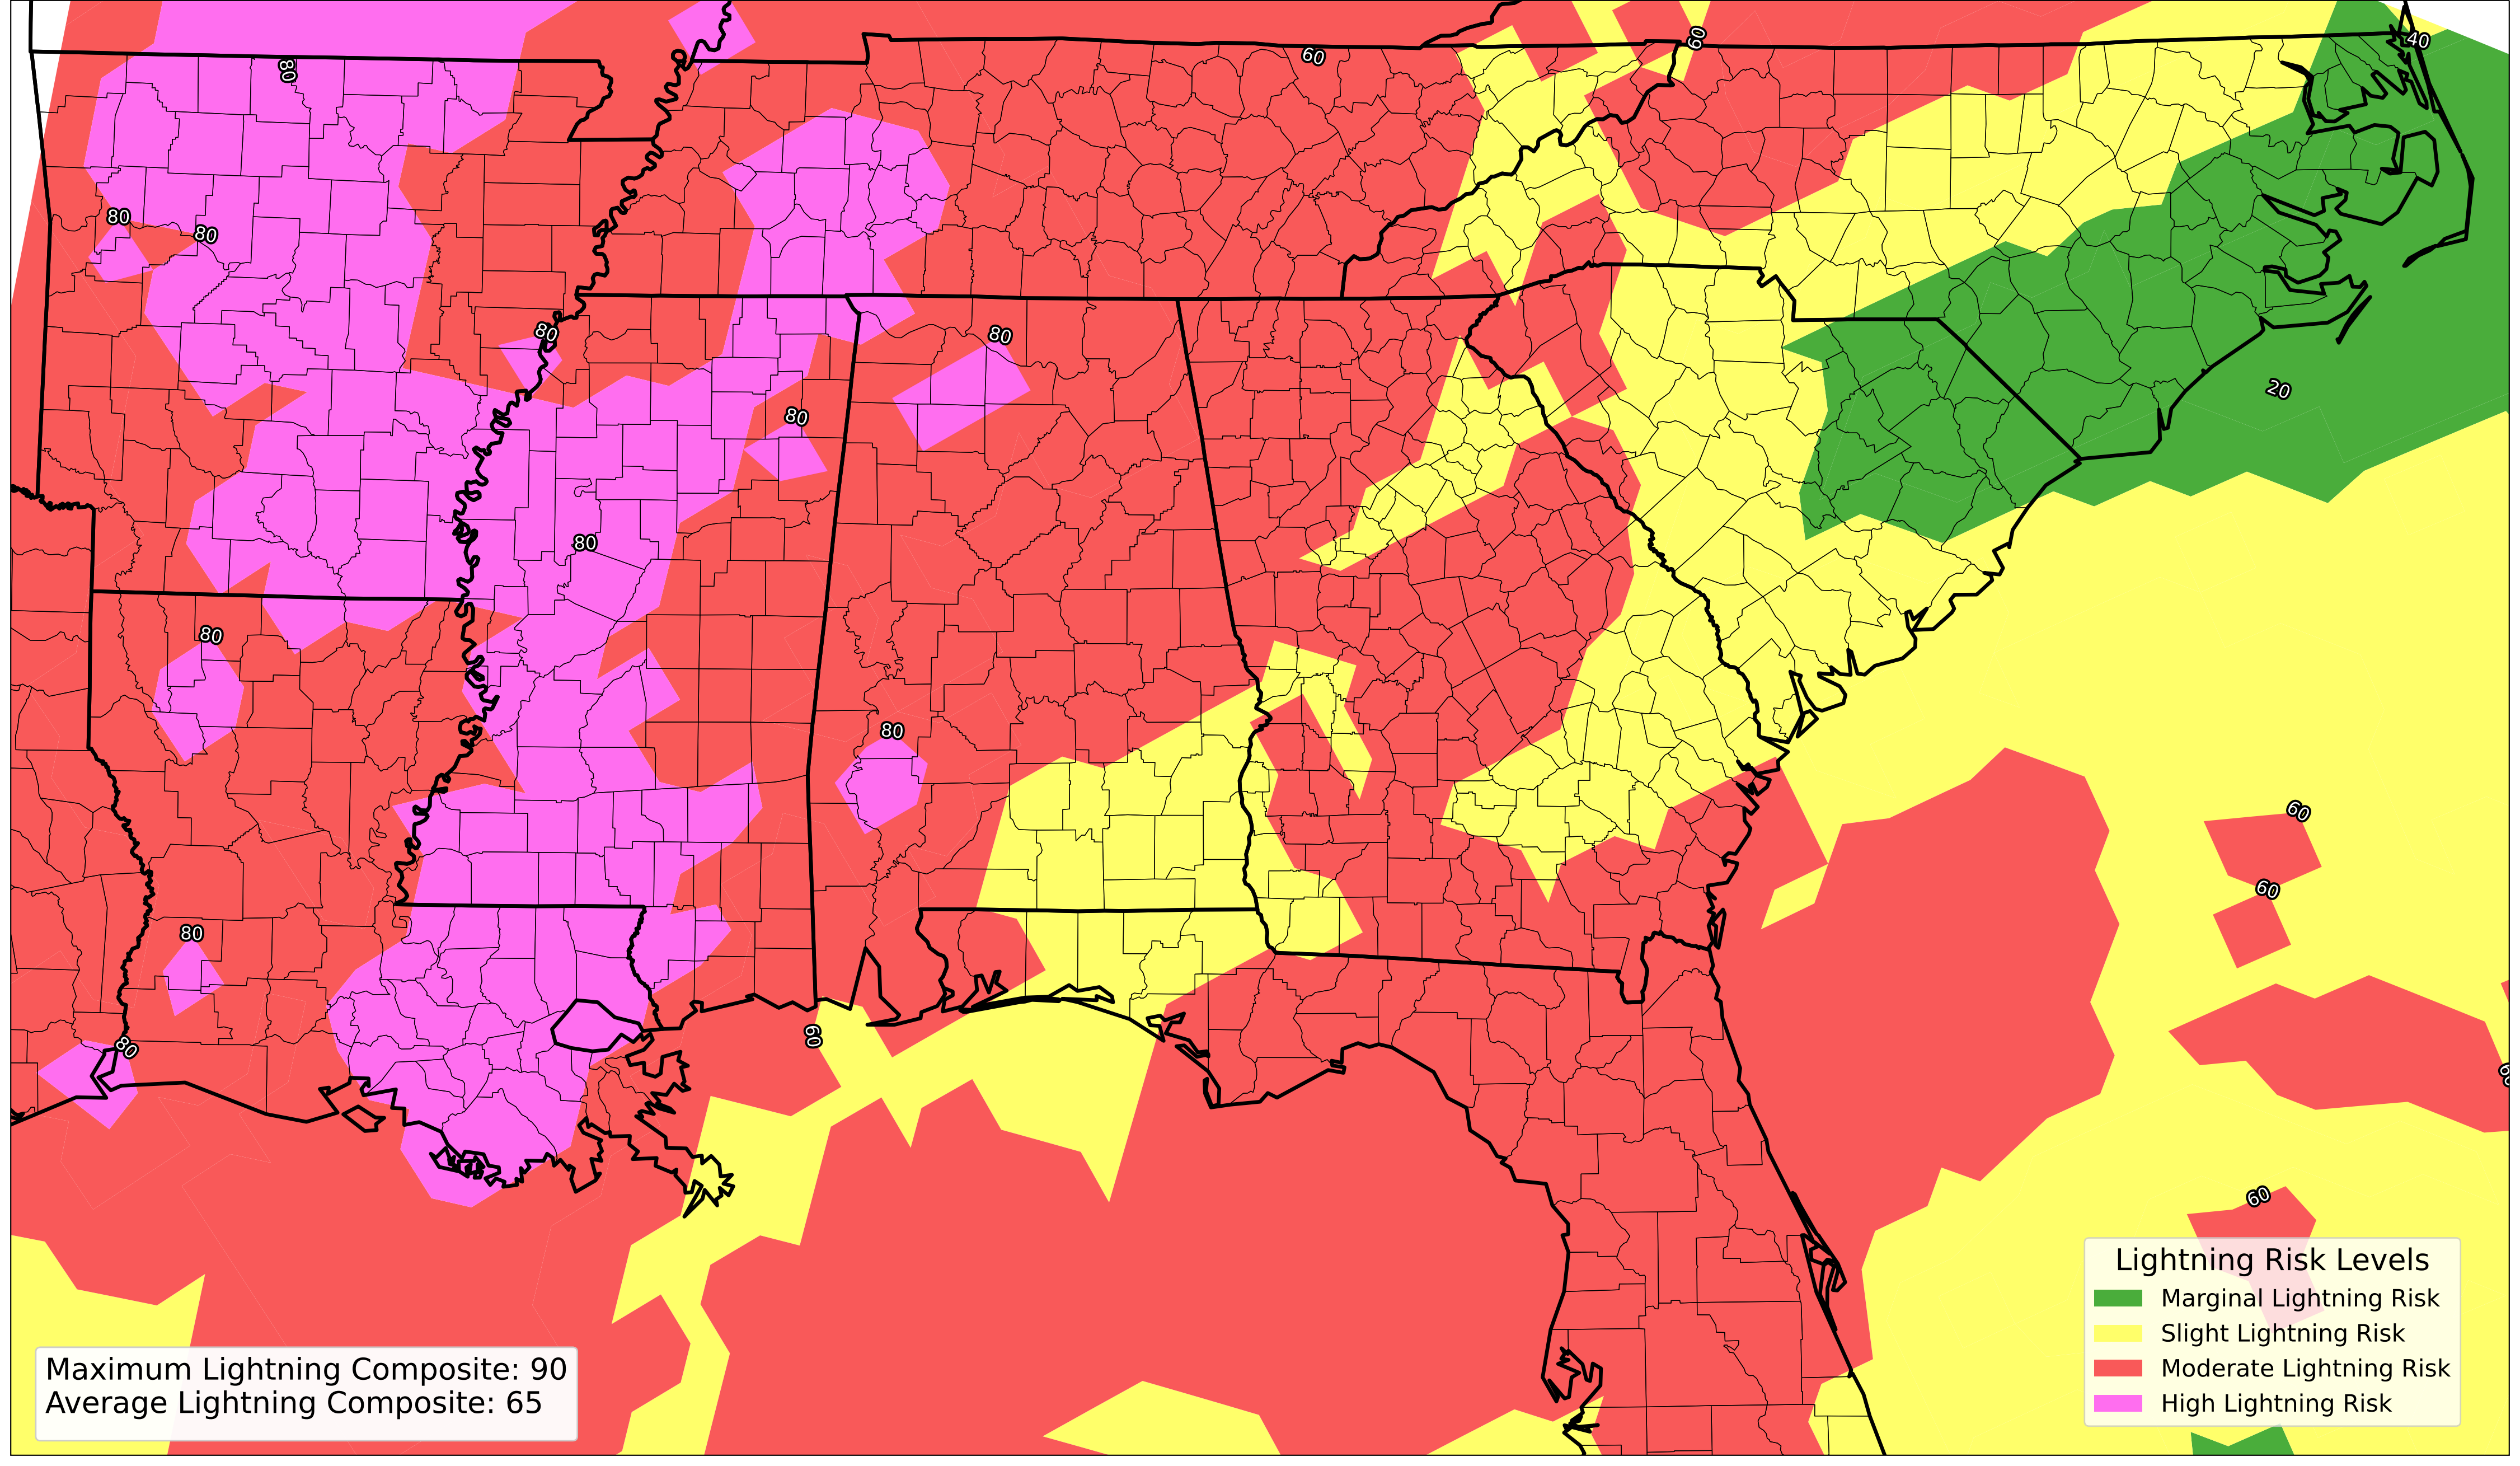 60
40
80
60
80
80
80
80
80
20
80
80
80
60
60
80
60
80
60
Lightning Risk Levels
Marginal Lightning Risk
Slight Lightning Risk
Moderate Lightning Risk
High Lightning Risk
Maximum Lightning Composite: 90
Average Lightning Composite: 65